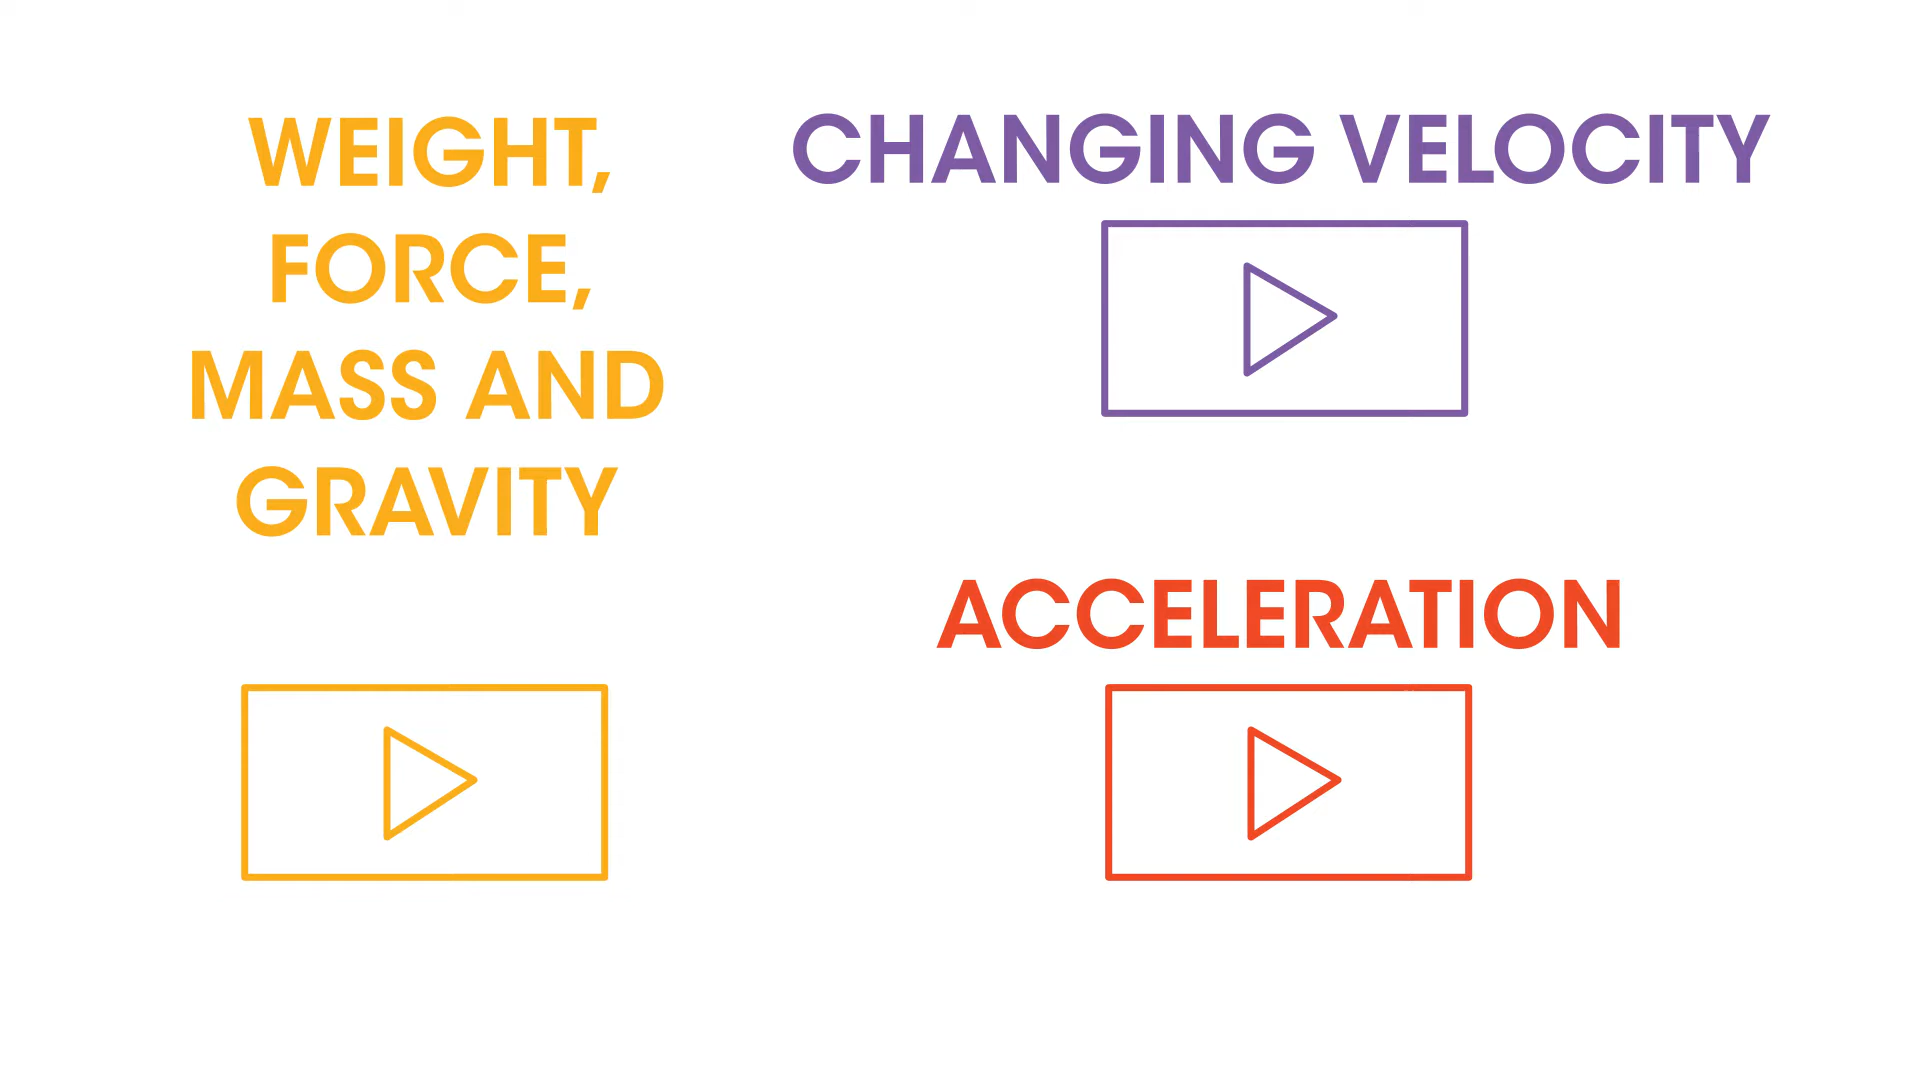 WEIGHT,
FORCE,
MASS AND
GRAVITY
CHANGING VELOCITY
ACCELERATION